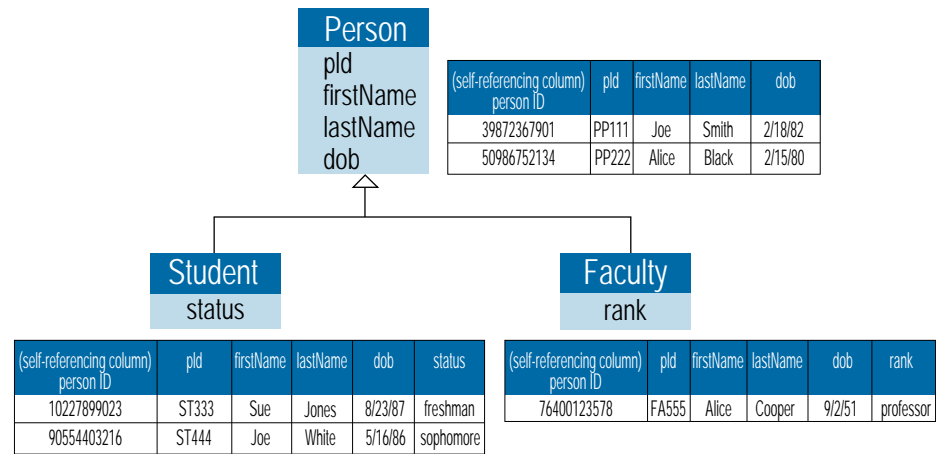 Person
pId
firstName
lastName
dob
(self-referencing column) pId firstName lastName dob
person ID
39872367901 PP111 Joe Smith 2/18/82
50986752134 PP222 Alice Black 2/15/80
Student
status
Faculty
rank
(self-referencing column) pId firstName lastName dob status
person ID
10227899023 ST333 Sue Jones 8/23/87 freshman
90554403216 ST444 Joe White 5/16/86 sophomore
(self-referencing column) pId firstName lastName dob rank
person ID
76400123578 FA555 Alice Cooper 9/2/51 professor